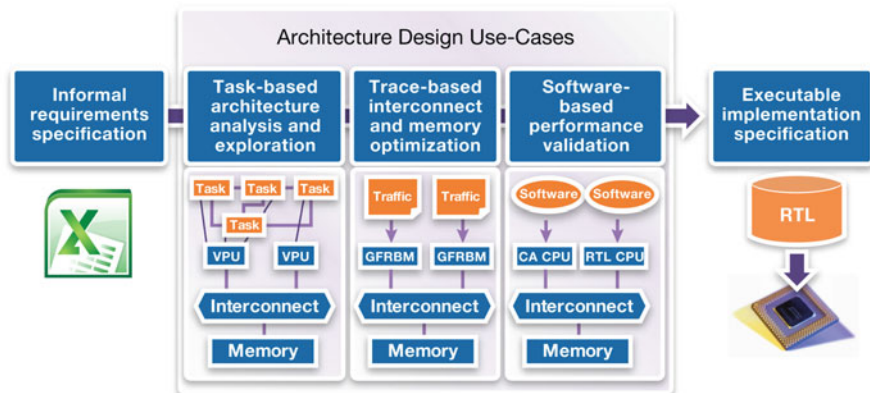 Architecture Design Use-Cases
Informal
requirements
specification
Task-based
architecture
analysis and
exploration
Trace-based
interconnect
and memory
optimization
Software-
based
performance
validation
Executable
implementation
specification
Task
Task
Task
Task
VPU
VPU
Interconnect
Memory
Traffic
Traffic
GFRBM
GFRBM
Interconnect
Memory
Software
Software
CA CPU
RTL CPU
Interconnect
Memory
X
RTL